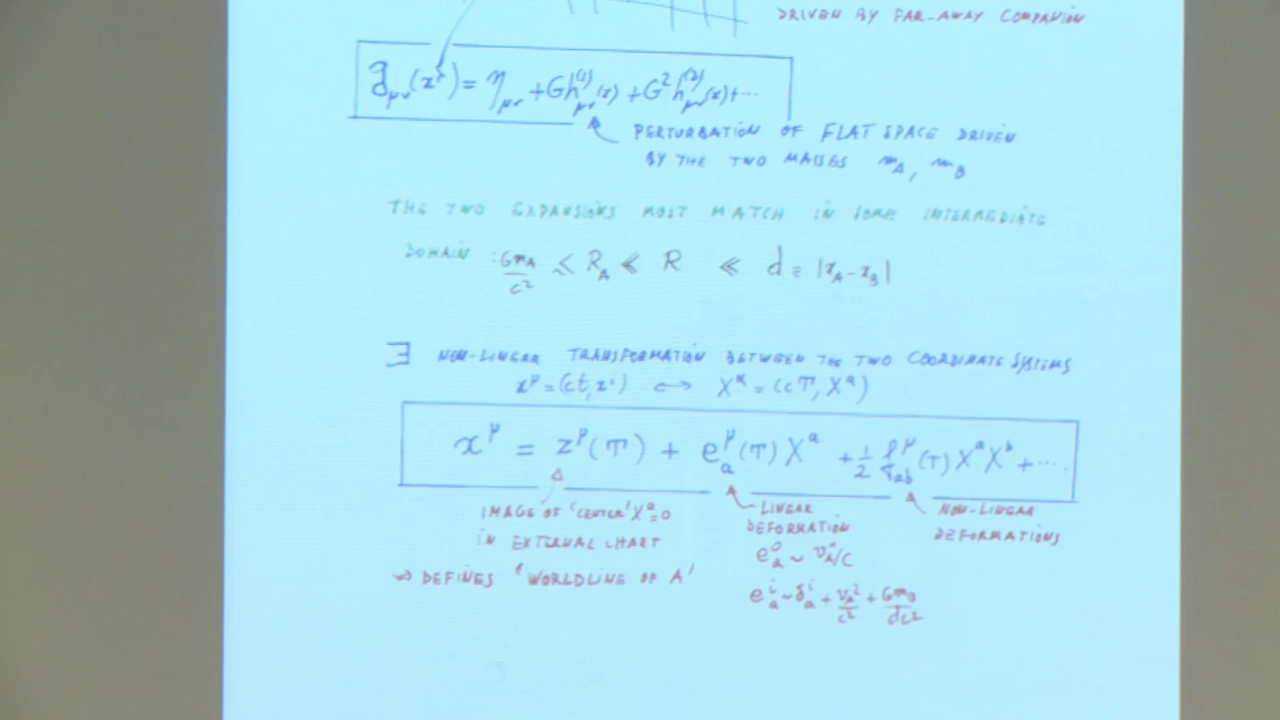 DRIVEN BY FAR-AWAY COMPANION
g_μν(x^λ) = η_μν + G h^(1)_μν(x) + G² h^(2)_μν(x) + ...
PERTURBATION OF FLAT SPACE DRIVEN
BY THE TWO MASSES m_A, m_B
THE TWO EXPANSIONS MUST MATCH IN SOME INTERMEDIATE
DOMAIN : Gm_A/c² ≪ R_A ≪ R ≪ d ≡ |z_A - z_B|
∃ NON-LINEAR TRANSFORMATION BETWEEN THE TWO COORDINATE SYSTEMS
x^μ = (ct, x^i) ↔ X^α = (cT, X^a)
x^μ = z^μ(T) + e^μ_a(T) X^a + 1/2 f^μ_ab(T) X^a X^b + ....
IMAGE OF 'CENTER' X^a=0
IN EXTERNAL CHART
→ DEFINES 'WORLDLINE OF A'
LINEAR
DEFORMATION
e^0_a ~ v^a_A/c
e^i_a ~ δ^i_a + v_A²/c² + Gm_B/dc²
NON-LINEAR
DEFORMATIONS